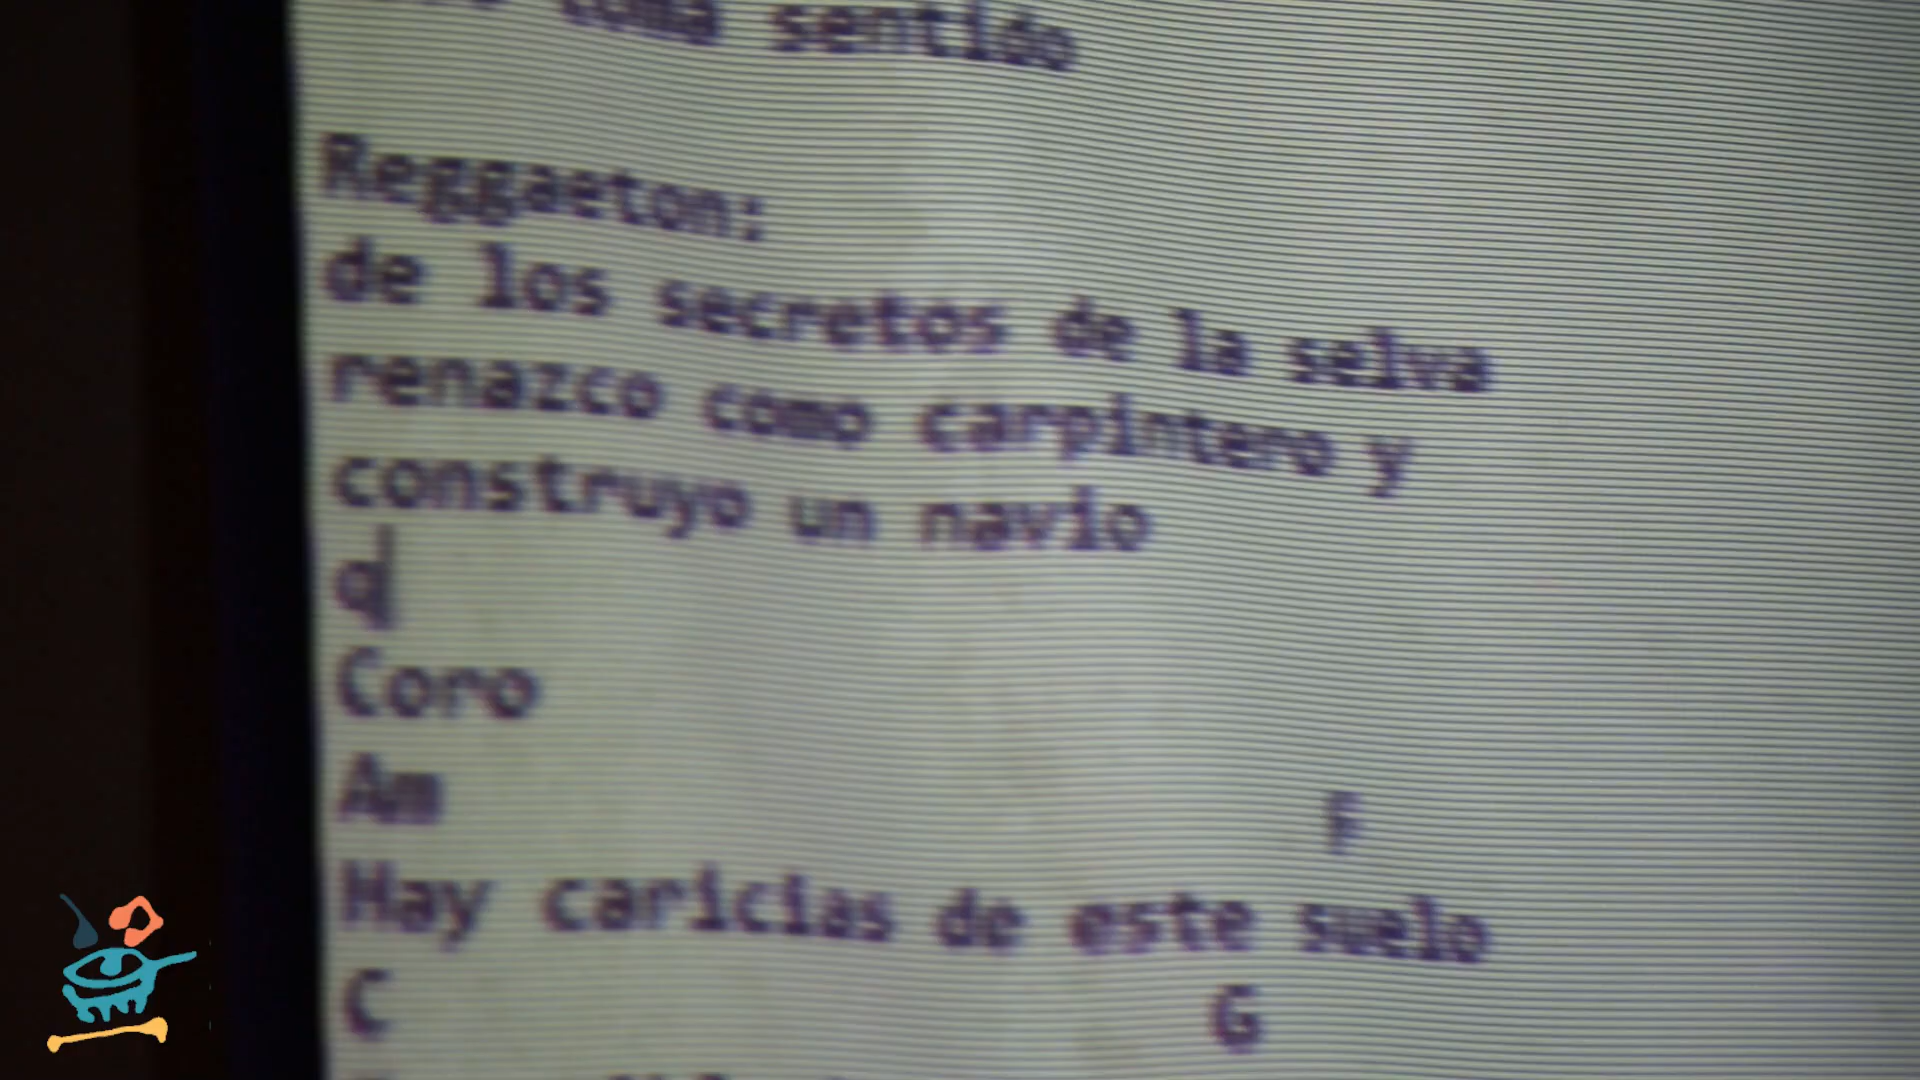 toma sentido
Reggaeton:
de los secretos de la selva
renazco como carpintero y
construyo un navio
q
Coro
Am F
Hay caricias de este suelo
C G